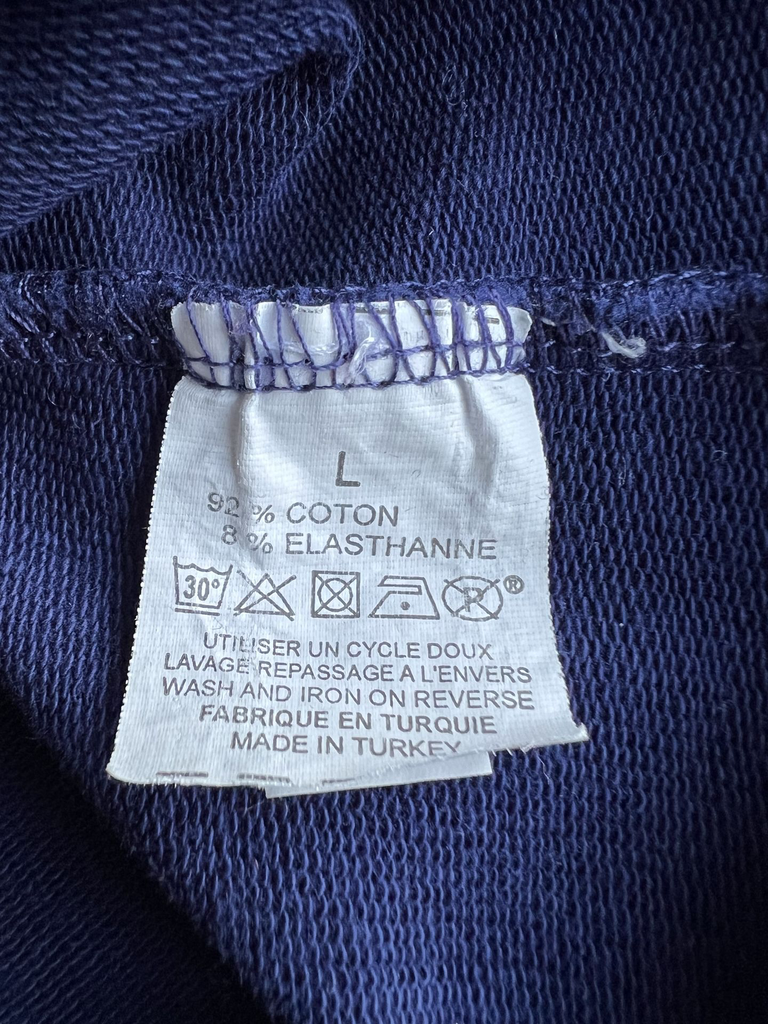 L
92 % COTON
8 % ELASTHANNE
30° P ®
UTILISER UN CYCLE DOUX
LAVAGE REPASSAGE A L'ENVERS
WASH AND IRON ON REVERSE
FABRIQUE EN TURQUIE
MADE IN TURKEY